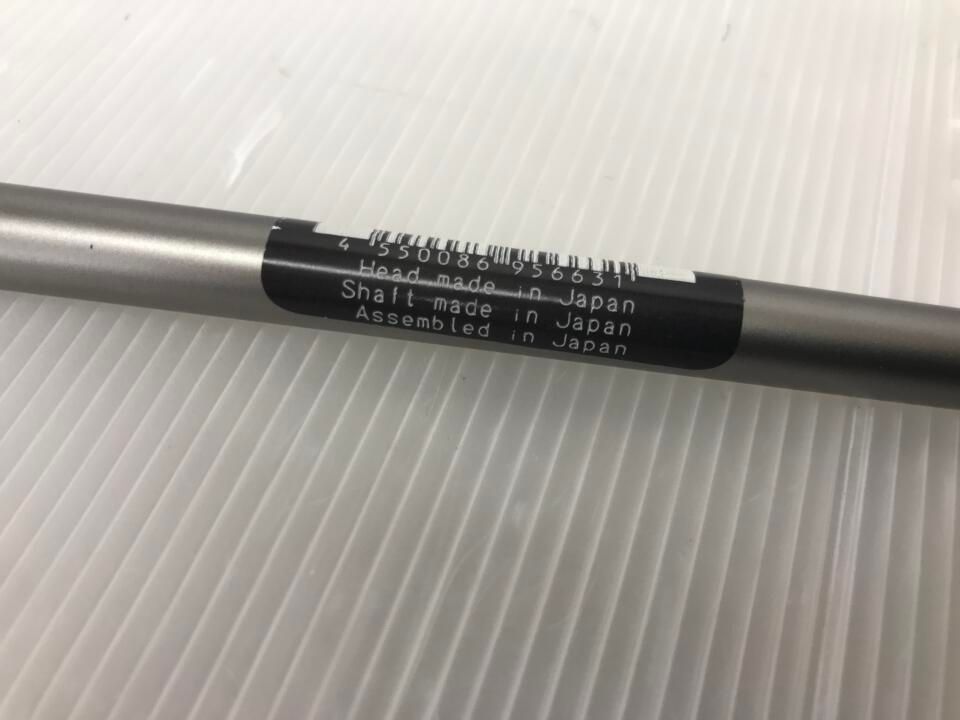 4 550086 956631
Head made in Japan
Shaft made in Japan
Assembled in Japan